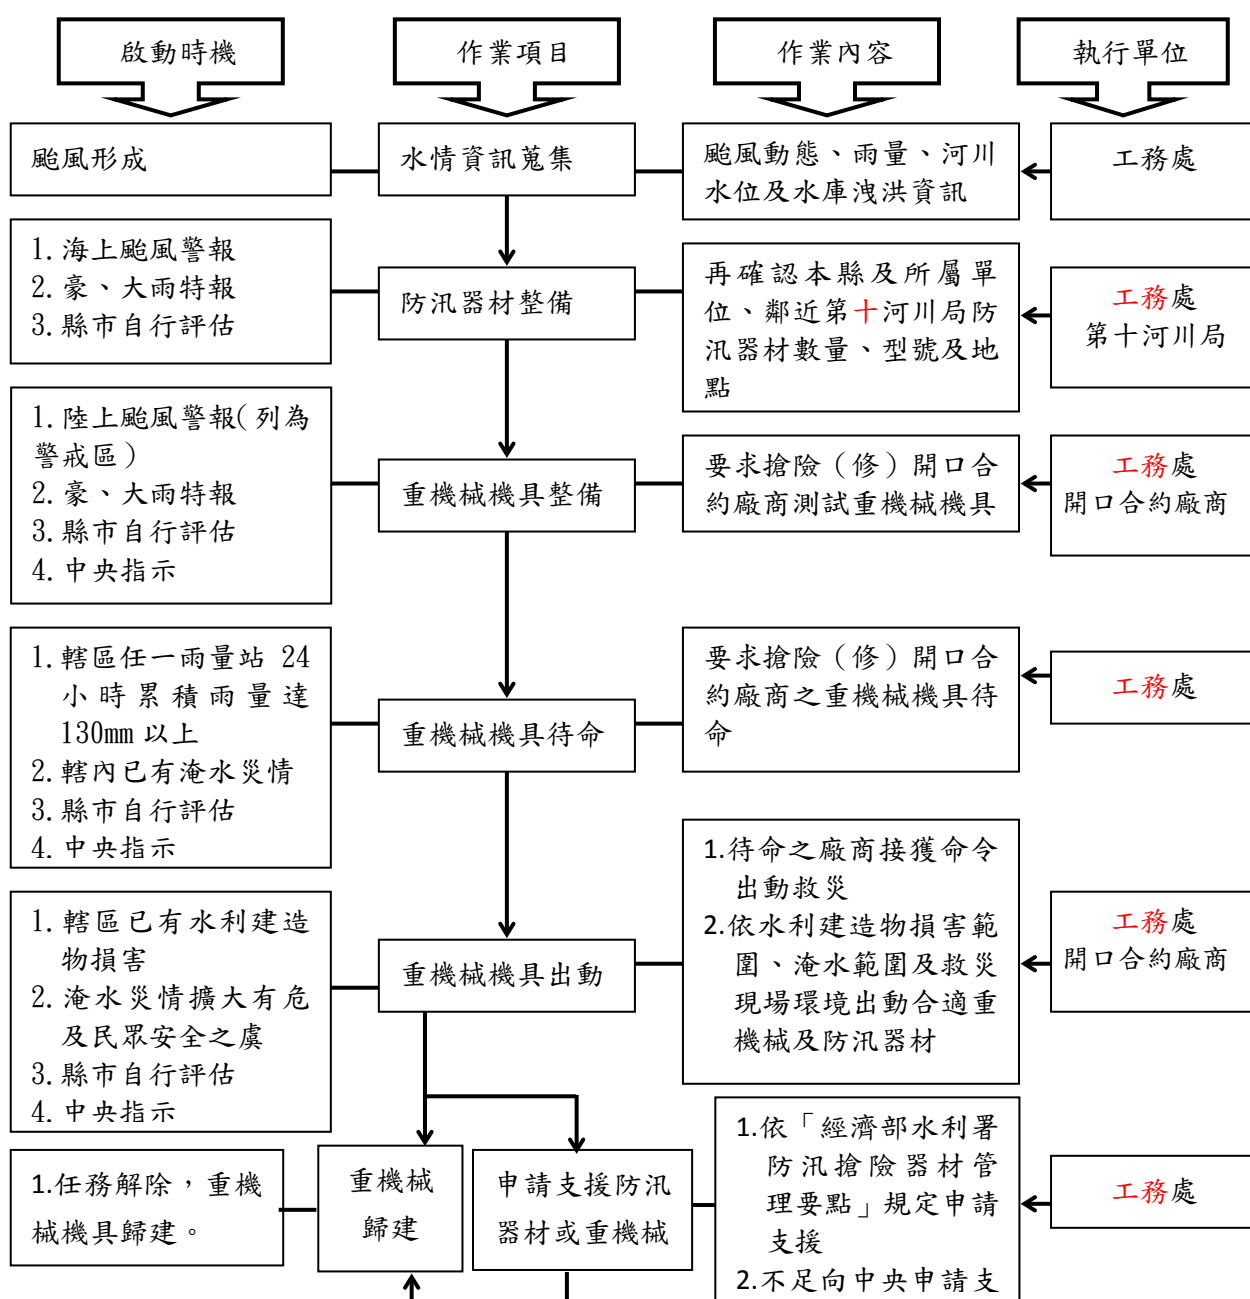 啟動時機
作業項目
作業內容
執行單位
颱風形成
水情資訊蒐集
颱風動態、雨量、河川
水位及水庫洩洪資訊
工務處
1.海上颱風警報
2.豪、大雨特報
3.縣市自行評估
防汛器材整備
再確認本縣及所屬單
位、鄰近第十河川局防
汛器材數量、型號及地
點
工務處
第十河川局
1.陸上颱風警報(列為
警戒區)
2.豪、大雨特報
3.縣市自行評估
4.中央指示
重機械機具整備
要求搶險（修）開口合
約廠商測試重機械機具
工務處
開口合約廠商
1.轄區任一雨量站 24
小時累積雨量達
130mm 以上
2.轄內已有淹水災情
3.縣市自行評估
4.中央指示
重機械機具待命
要求搶險（修）開口合
約廠商之重機械機具待
命
工務處
1.轄區已有水利建造
物損害
2.淹水災情擴大有危
及民眾安全之虞
3.縣市自行評估
4.中央指示
重機械機具出動
1.待命之廠商接獲命令
出動救災
2.依水利建造物損害範
圍、淹水範圍及救災
現場環境出動合適重
機械及防汛器材
工務處
開口合約廠商
1.任務解除，重機
械機具歸建。
重機械
歸建
申請支援防汛
器材或重機械
1.依「經濟部水利署
防汛搶險器材管
理要點」規定申請
支援
2.不足向中央申請支
工務處